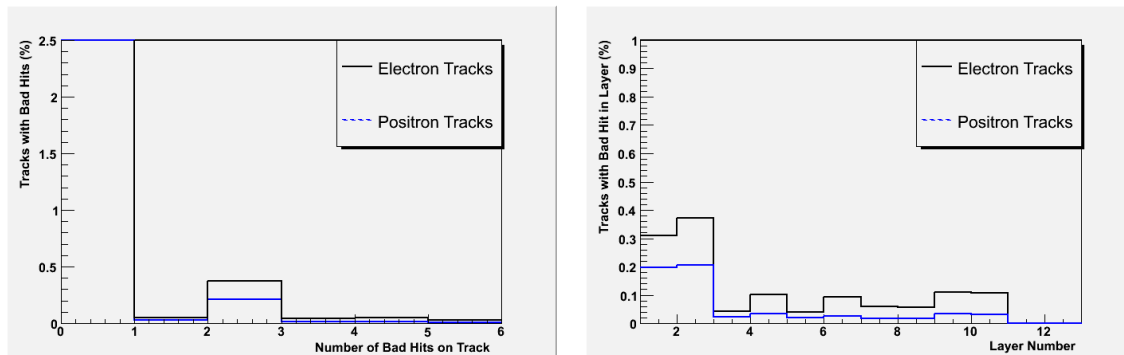 Tracks with Bad Hits (%)
2.5
2
1.5
1
0.5
0
Electron Tracks
Positron Tracks
0 1 2 3 4 5 6
Number of Bad Hits on Track
Tracks with Bad Hit in Layer (%)
1
0.9
0.8
0.7
0.6
0.5
0.4
0.3
0.2
0.1
0
Electron Tracks
Positron Tracks
2 4 6 8 10 12
Layer Number